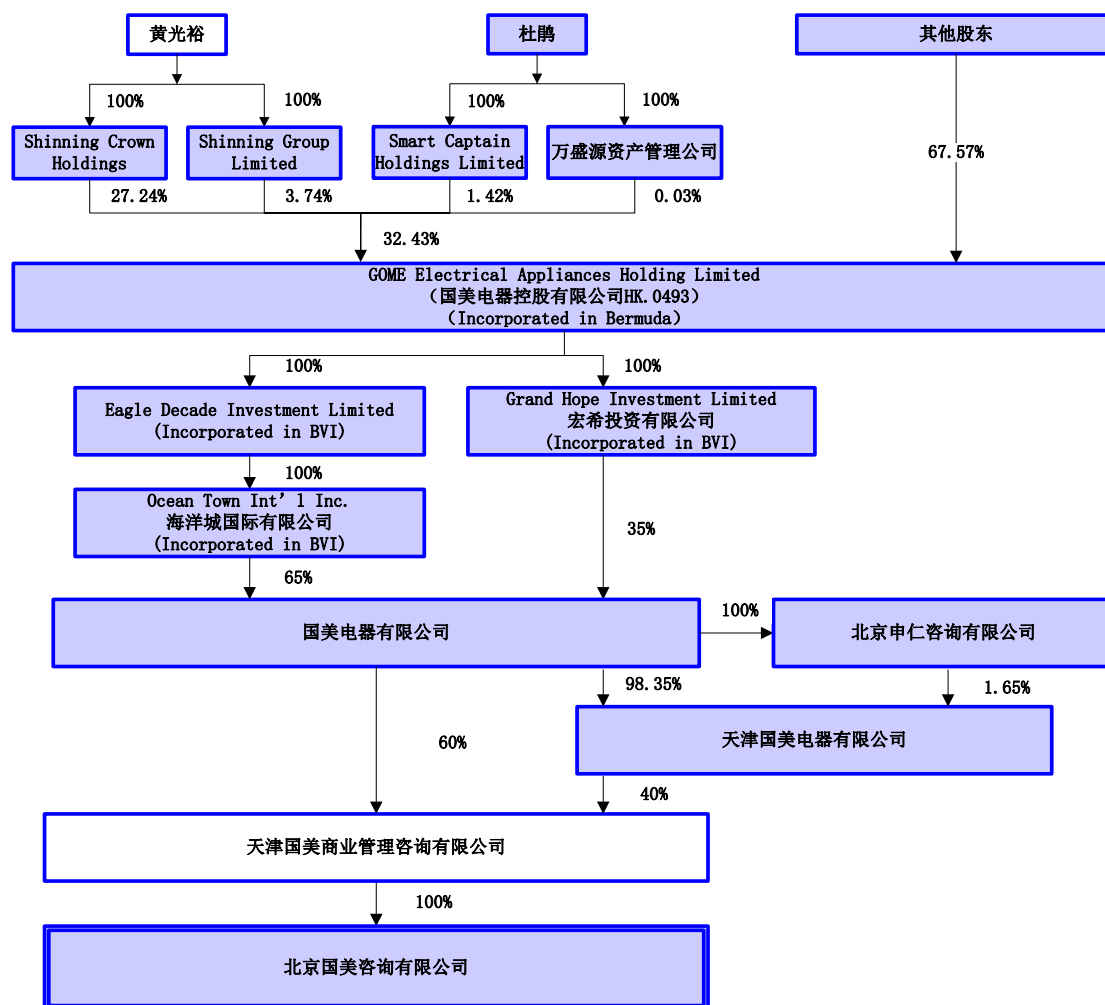 黄光裕
杜鹃
其他股东
100%
100%
100%
100%
Shinning Crown
Holdings
Shinning Group
Limited
Smart Captain
Holdings Limited
万盛源资产管理公司
67.57%
27.24%
3.74%
1.42%
0.03%
32.43%
GOME Electrical Appliances Holding Limited
（国美电器控股有限公司HK.0493）
（Incorporated in Bermuda）
100%
100%
Eagle Decade Investment Limited
(Incorporated in BVI)
Grand Hope Investment Limited
宏希投资有限公司
(Incorporated in BVI)
100%
Ocean Town Int’l Inc.
海洋城国际有限公司
(Incorporated in BVI)
35%
65%
国美电器有限公司
100%
北京申仁咨询有限公司
98.35%
1.65%
天津国美电器有限公司
60%
40%
天津国美商业管理咨询有限公司
100%
北京国美咨询有限公司